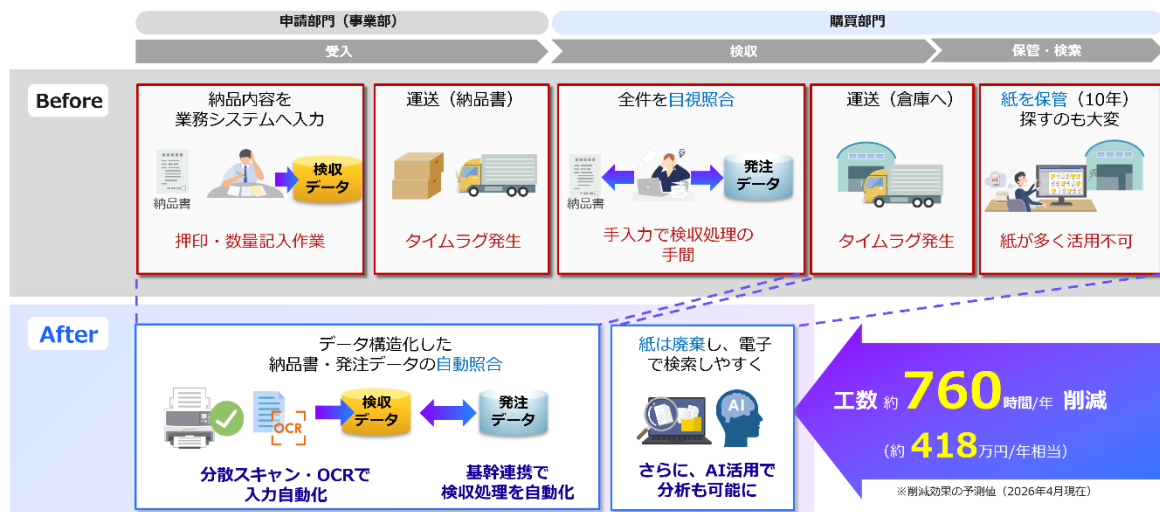 申請部門（事業部）
購買部門
受入
検収
保管・検索
Before
納品内容を
業務システムへ入力
納品書
検収
データ
押印・数量記入作業
運送（納品書）
タイムラグ発生
全件を目視照合
納品書
発注
データ
手入力で検収処理の
手間
運送（倉庫へ）
タイムラグ発生
紙を保管（10年）
探すのも大変
紙が多く活用不可
After
データ構造化した
納品書・発注データの自動照合
OCR
検収
データ
発注
データ
分散スキャン・OCRで
入力自動化
基幹連携で
検収処理を自動化
紙は廃棄し、電子
で検索しやすく
AI
さらに、AI活用で
分析も可能に
工数 約 760時間/年 削減
（約 418万円/年相当）
※削減効果の予測値（2026年4月現在）